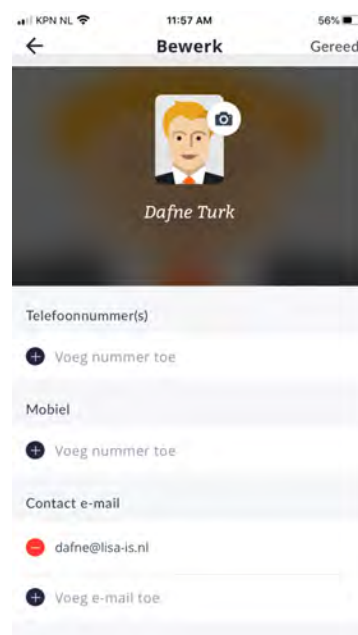 KPN NL 11:57 AM 56%
Bewerk Gereed
Dafne Turk
Telefoonnummer(s)
Voeg nummer toe
Mobiel
Voeg nummer toe
Contact e-mail
dafne@lisa-is.nl
Voeg e-mail toe